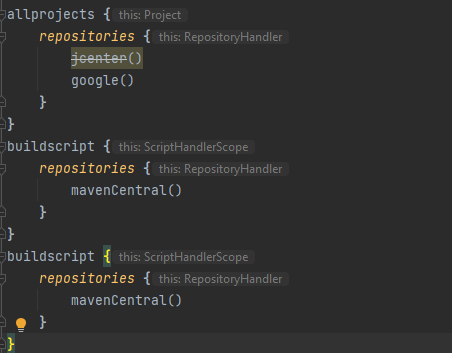 allprojects { this: Project
    repositories { this: RepositoryHandler
        jcenter()
        google()
    }
}
buildscript { this: ScriptHandlerScope
    repositories { this: RepositoryHandler
        mavenCentral()
    }
}
buildscript { this: ScriptHandlerScope
    repositories { this: RepositoryHandler
        mavenCentral()
    }
}